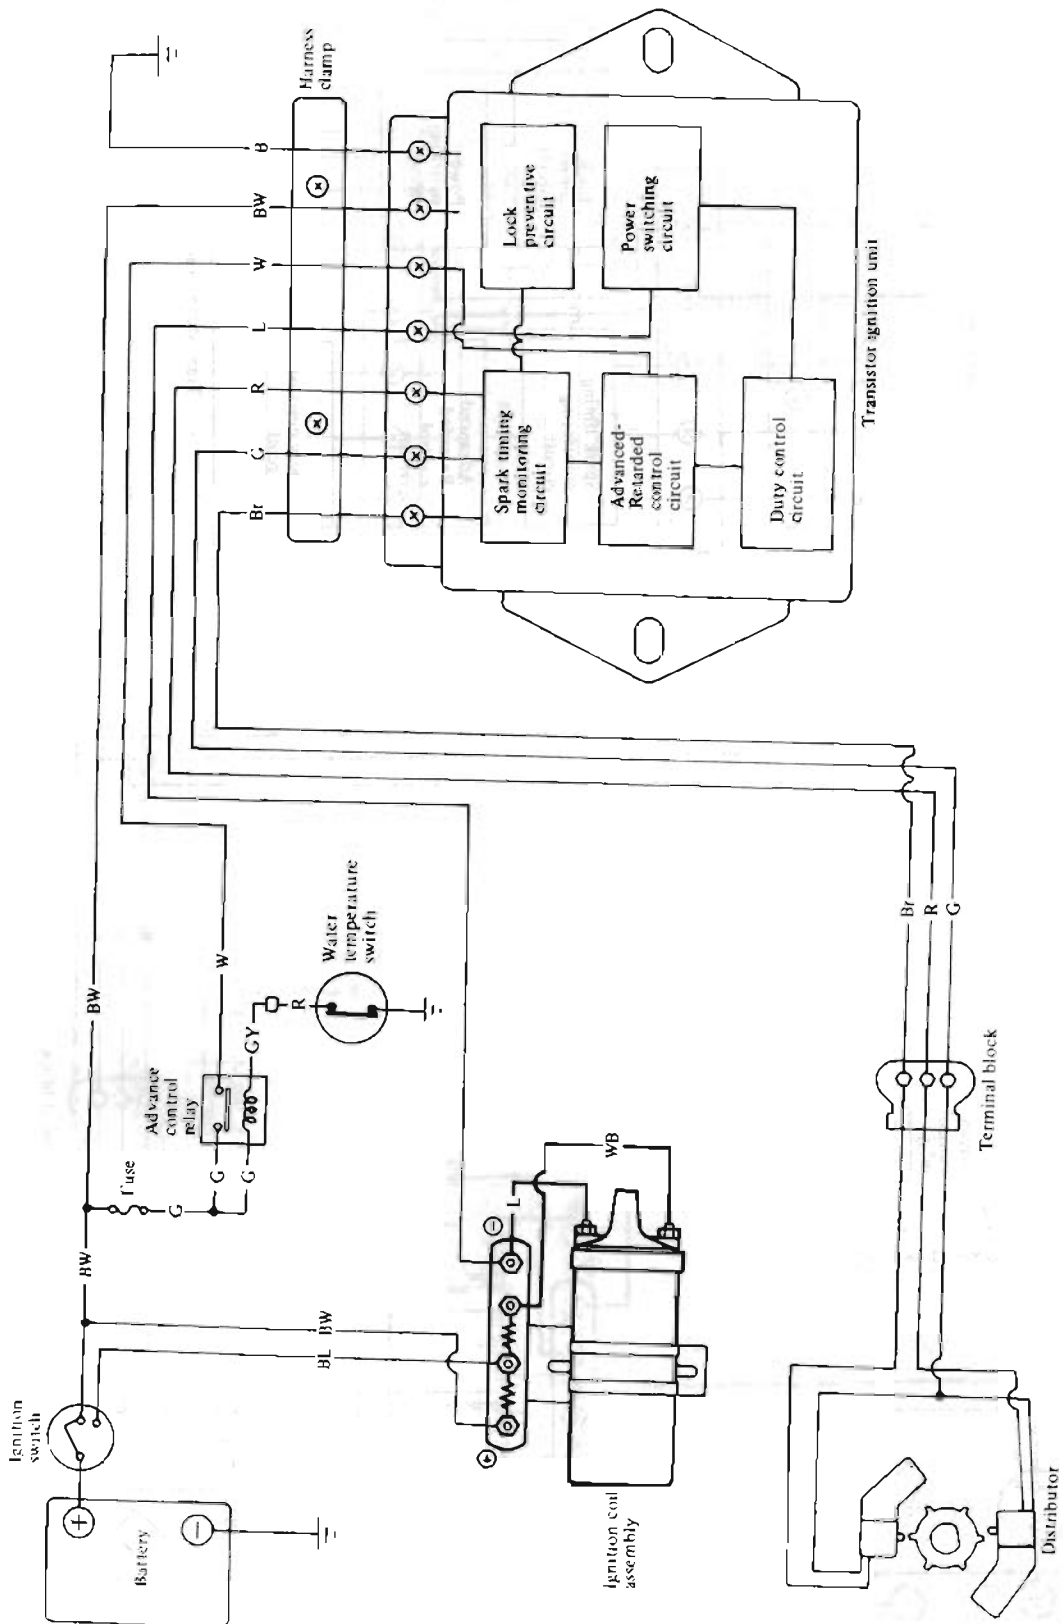 Harness
clamp
B
BW
W
L
R
G
Br
Lock
preventive
circuit
Power
switching
circuit
Spark timing
monitoring
circuit
Advanced-
Retarded
control
circuit
Duty control
circuit
Transistor ignition unit
Ignition
switch
Battery
+
−
BW
BW
Fuse
G
G
G
Advance
control
relay
W
GY
R
Water
temperature
switch
BL
BW
+
−
L
WB
Ignition coil
assembly
Br
R
G
Terminal block
Distributor